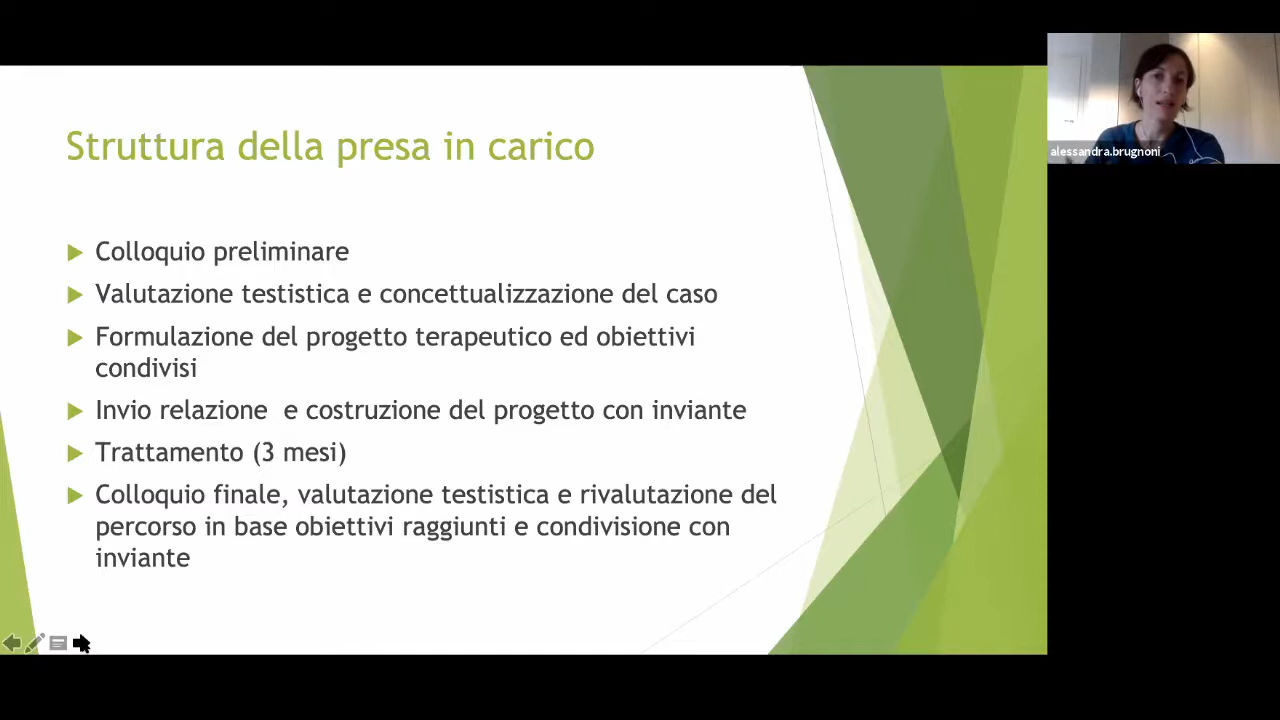 Struttura della presa in carico
Colloquio preliminare
Valutazione testistica e concettualizzazione del caso
Formulazione del progetto terapeutico ed obiettivi
condivisi
Invio relazione  e costruzione del progetto con inviante
Trattamento (3 mesi)
Colloquio finale, valutazione testistica e rivalutazione del
percorso in base obiettivi raggiunti e condivisione con
inviante
alessandra.brugnoni